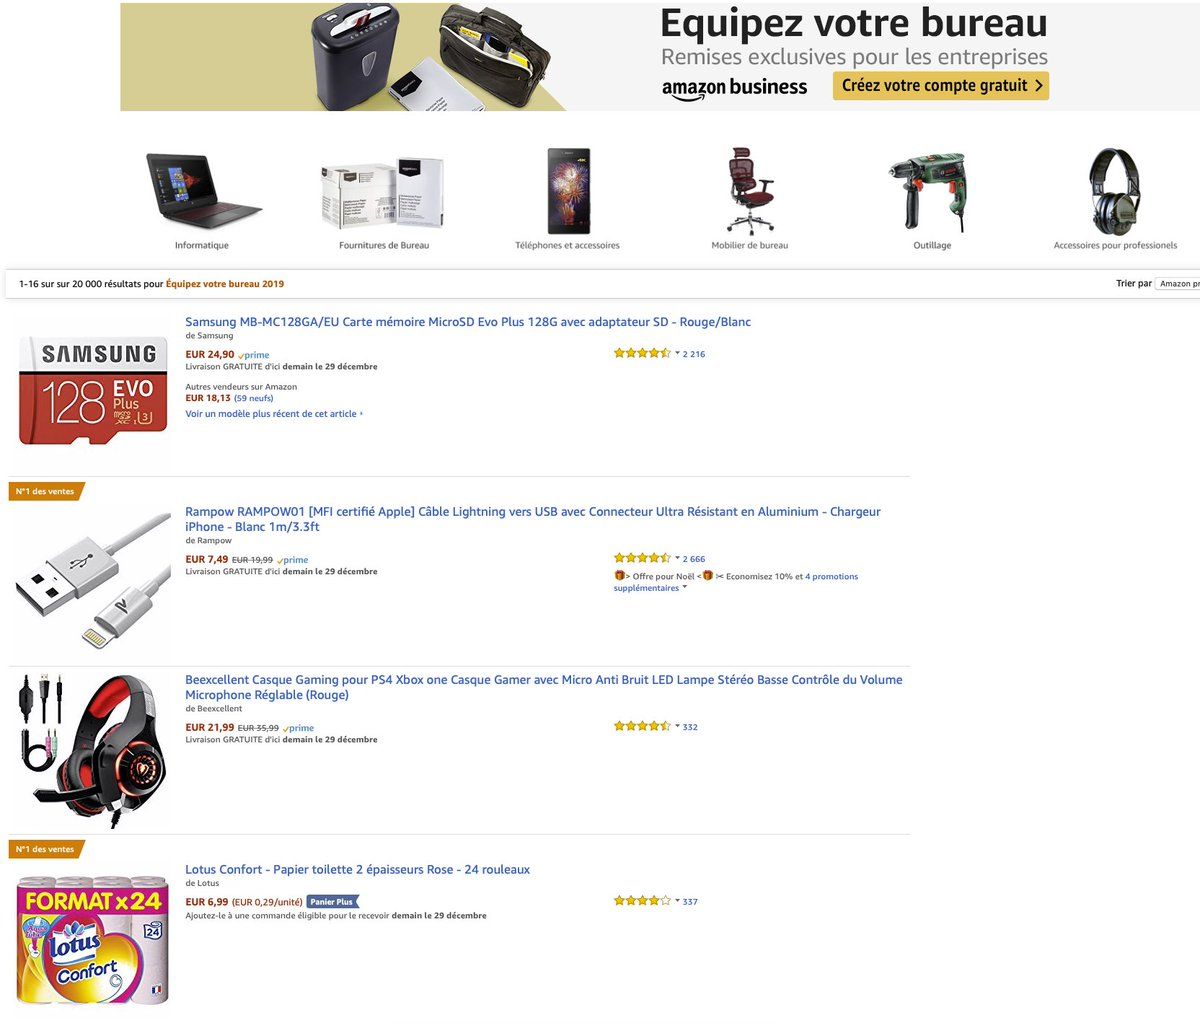 Equipez votre bureau
Remises exclusives pour les entreprises
amazon business
Créez votre compte gratuit
Informatique
Fournitures de Bureau
Téléphones et accessoires
Mobilier de bureau
Outillage
Accessoires pour professionels
1-16 sur sur 20 000 résultats pour Équipez votre bureau 2019
Trier par Amazon pr
Samsung MB-MC128GA/EU Carte mémoire MicroSD Evo Plus 128G avec adaptateur SD - Rouge/Blanc
de Samsung
EUR 24,90 prime
2 216
Livraison GRATUITE d'ici demain le 29 décembre
Autres vendeurs sur Amazon
EUR 18,13 (59 neufs)
Voir un modèle plus récent de cet article
SAMSUNG
128 EVO
Plus
micro
SD
XC I U3
N°1 des ventes
Rampow RAMPOW01 [MFI certifié Apple] Câble Lightning vers USB avec Connecteur Ultra Résistant en Aluminium - Chargeur
iPhone - Blanc 1m/3.3ft
de Rampow
EUR 7,49 EUR 19,99 prime
2 666
Livraison GRATUITE d'ici demain le 29 décembre
> Offre pour Noël < Economisez 10% et 4 promotions
supplémentaires
Beexcellent Casque Gaming pour PS4 Xbox one Casque Gamer avec Micro Anti Bruit LED Lampe Stéréo Basse Contrôle du Volume
Microphone Réglable (Rouge)
de Beexcellent
EUR 21,99 EUR 35,99 prime
332
Livraison GRATUITE d'ici demain le 29 décembre
N°1 des ventes
Lotus Confort - Papier toilette 2 épaisseurs Rose - 24 rouleaux
de Lotus
EUR 6,99 (EUR 0,29/unité) Panier Plus
337
Ajoutez-le à une commande éligible pour le recevoir demain le 29 décembre
FORMAT x 24
24
lotus
Confort